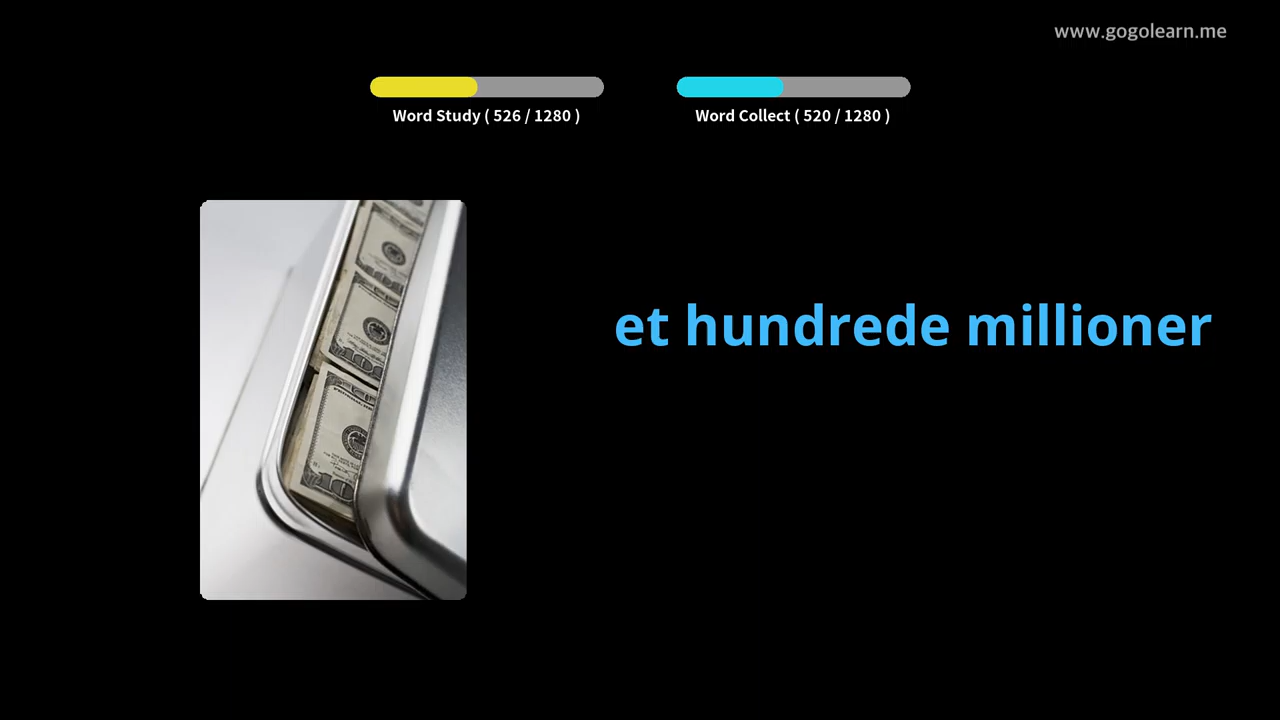 www.gogolearn.me
Word Study ( 526 / 1280 )
Word Collect ( 520 / 1280 )
et hundrede millioner